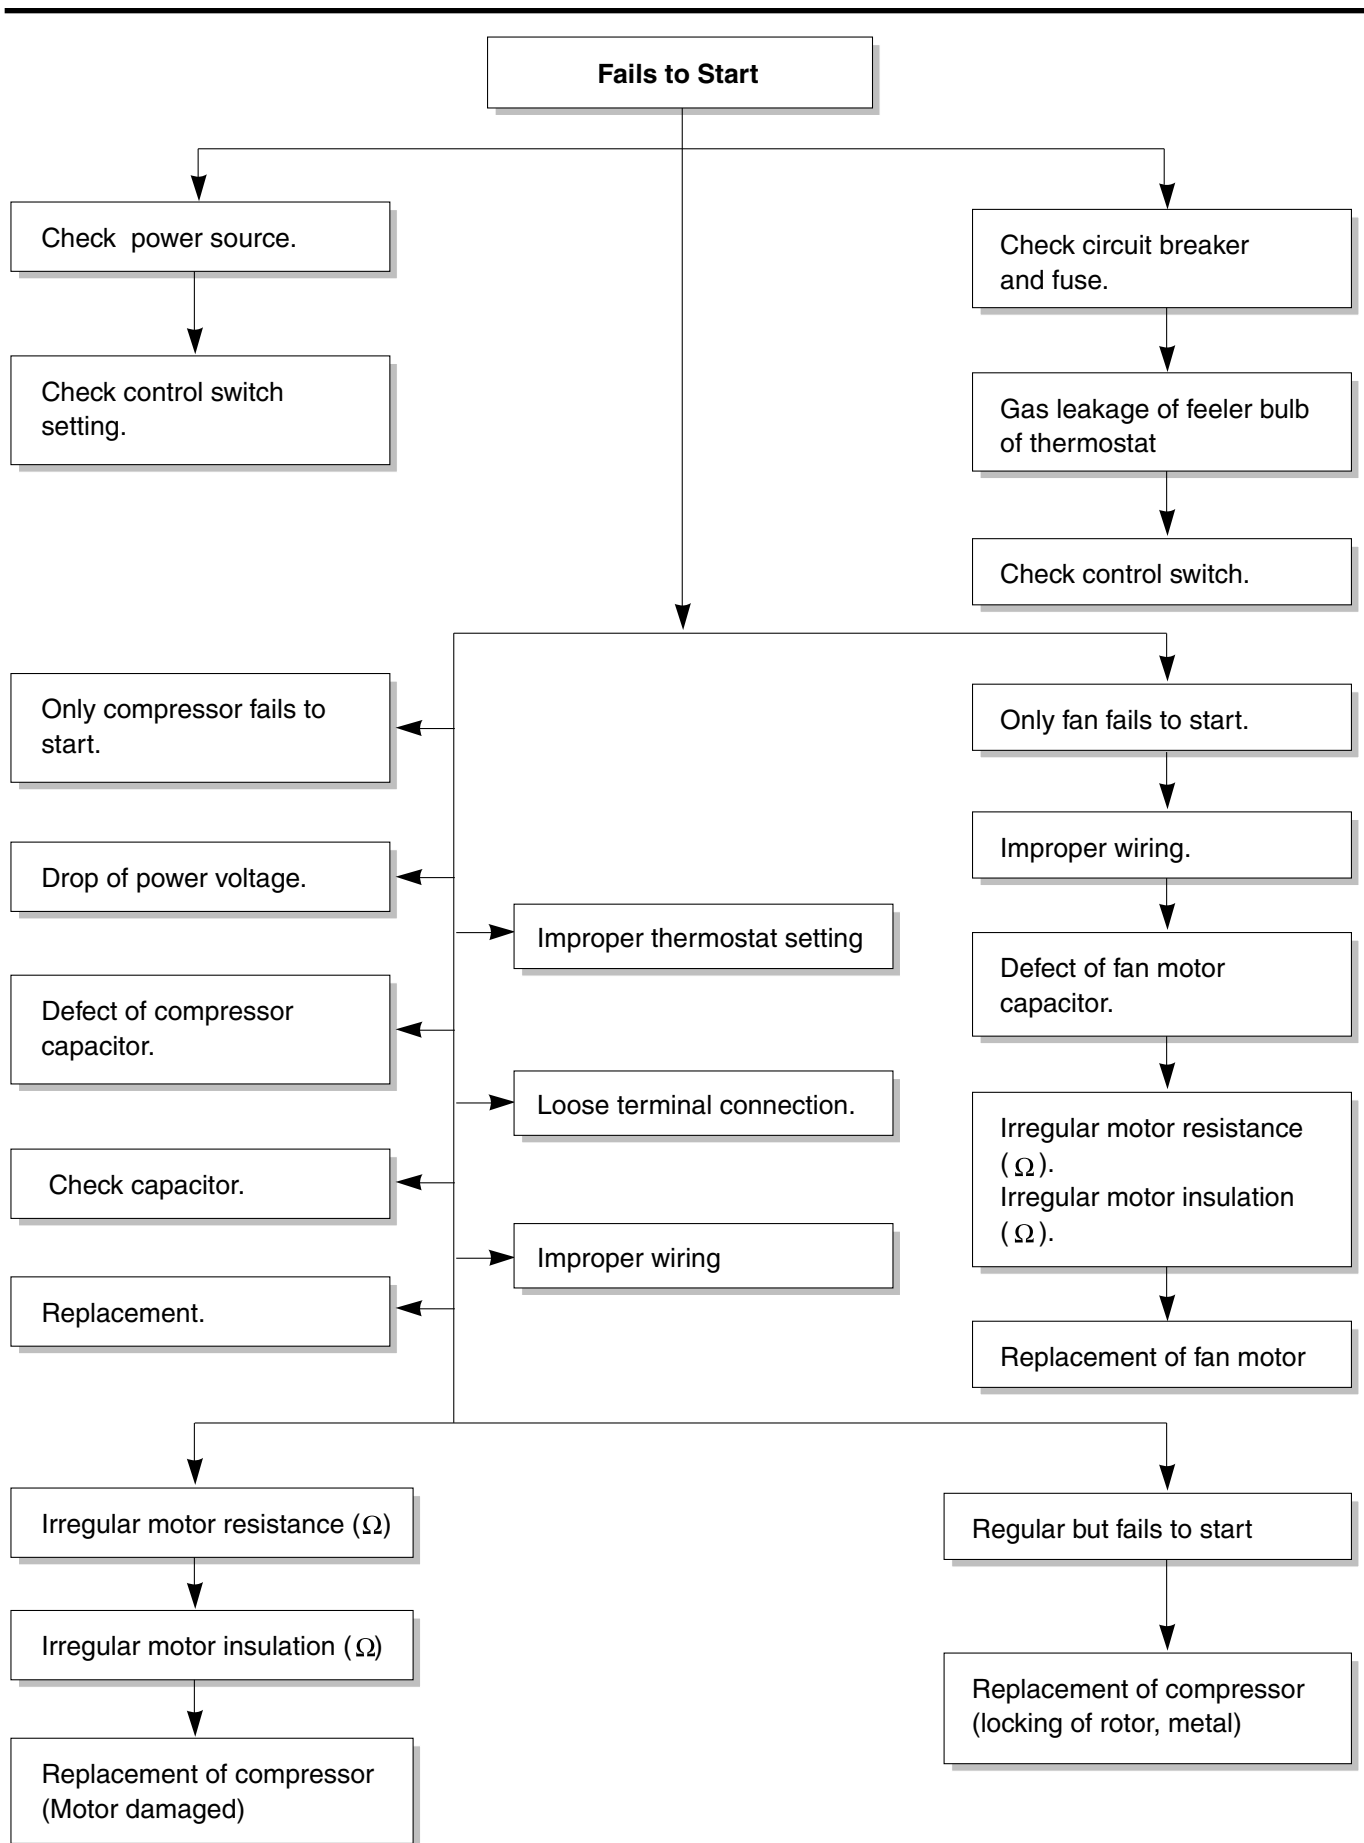 Fails to Start
Check power source.
Check circuit breaker
and fuse.
Check control switch
setting.
Gas leakage of feeler bulb
of thermostat
Check control switch.
Only compressor fails to
start.
Only fan fails to start.
Drop of power voltage.
Improper wiring.
Improper thermostat setting
Defect of fan motor
capacitor.
Defect of compressor
capacitor.
Loose terminal connection.
Irregular motor resistance
(Ω).
Irregular motor insulation
(Ω).
Check capacitor.
Improper wiring
Replacement.
Replacement of fan motor
Irregular motor resistance (Ω)
Regular but fails to start
Irregular motor insulation (Ω)
Replacement of compressor
(locking of rotor, metal)
Replacement of compressor
(Motor damaged)